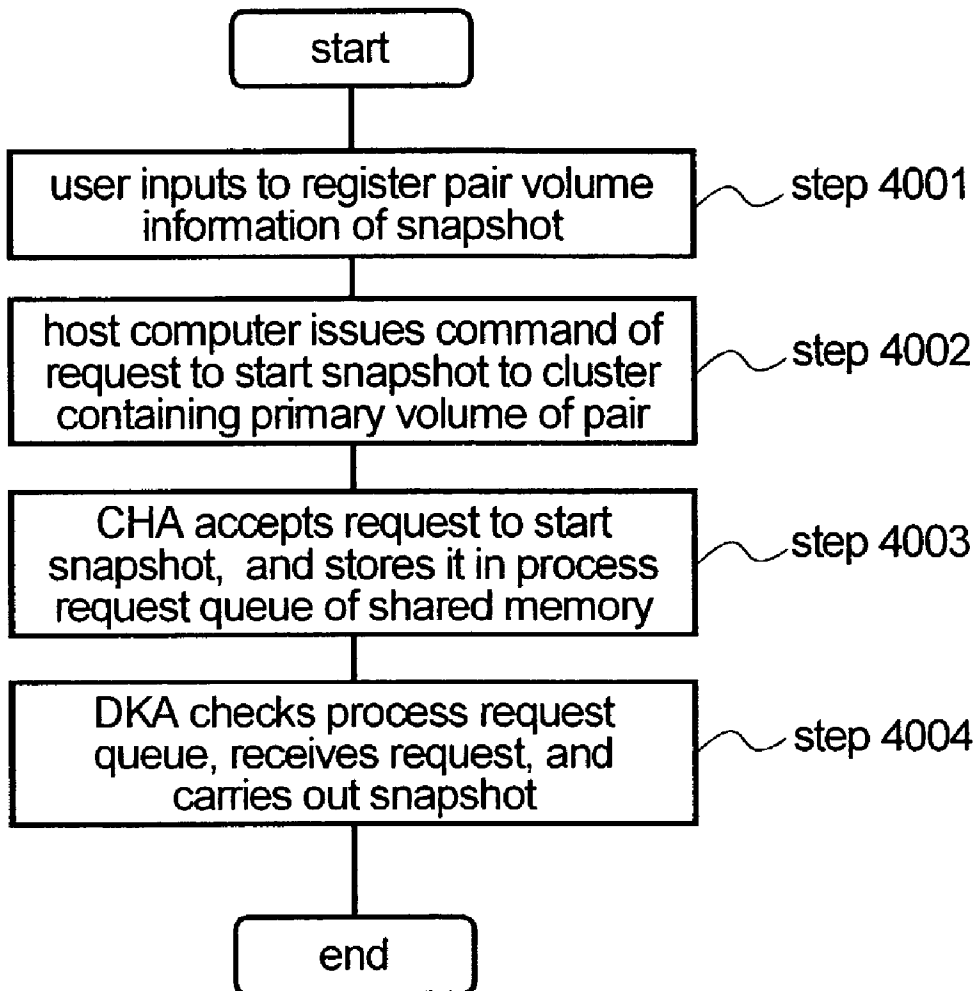 start
user inputs to register pair volume
information of snapshot
step 4001
host computer issues command of
request to start snapshot to cluster
containing primary volume of pair
step 4002
CHA accepts request to start
snapshot, and stores it in process
request queue of shared memory
step 4003
DKA checks process request
queue, receives request, and
carries out snapshot
step 4004
end